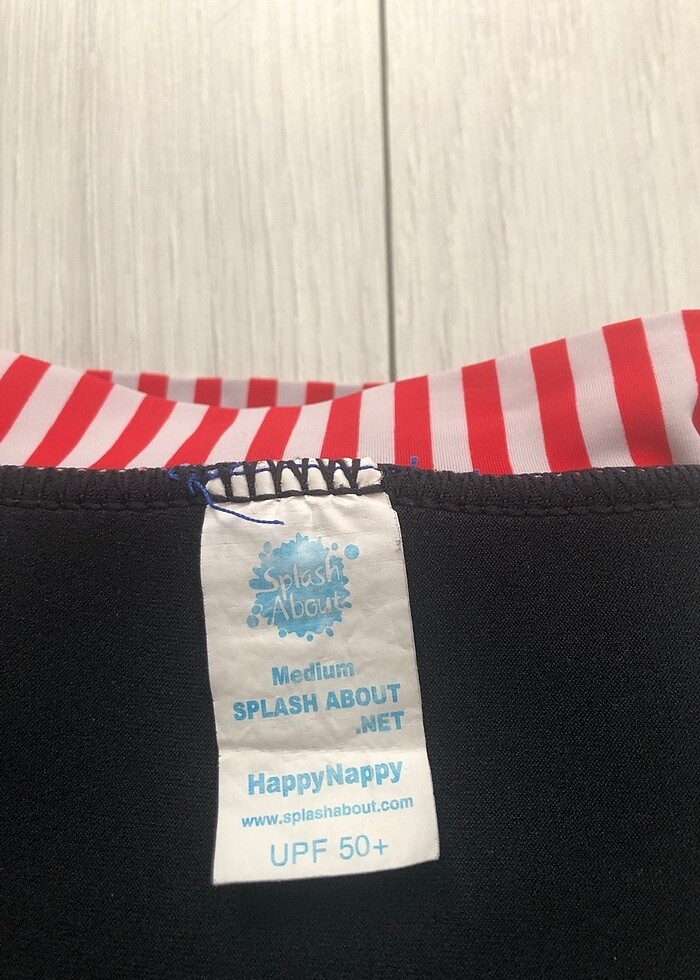 Splash
About
Medium
SPLASH ABOUT
.NET
HappyNappy
www.splashabout.com
UPF 50+